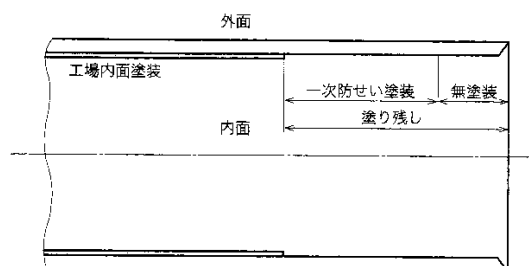 外面
工場内面塗装
一次防せい塗装
無塗装
塗り残し
内面